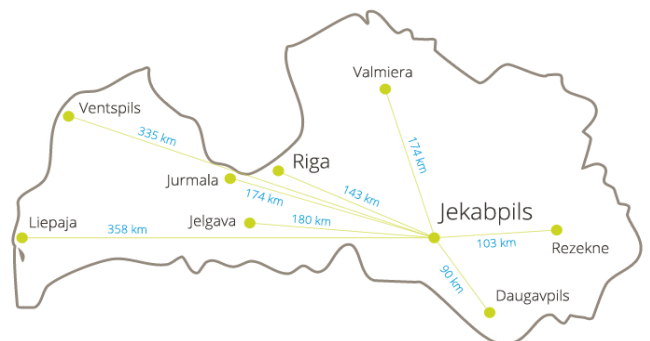 Valmiera
Ventspils
335 km
174 km
Riga
Jurmala
174 km
143 km
Jekabpils
Liepaja
Jelgava
180 km
358 km
103 km
Rezekne
90 km
Daugavpils